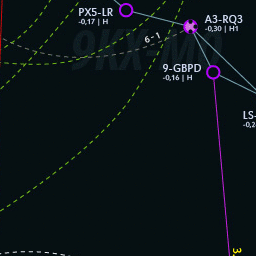 PX5-LR
-0,17 | H
A3-RQ3
-0,30 | H1
6-1
9KX-M
9-GBPD
-0,16 | H
LS-
-0,2
3.